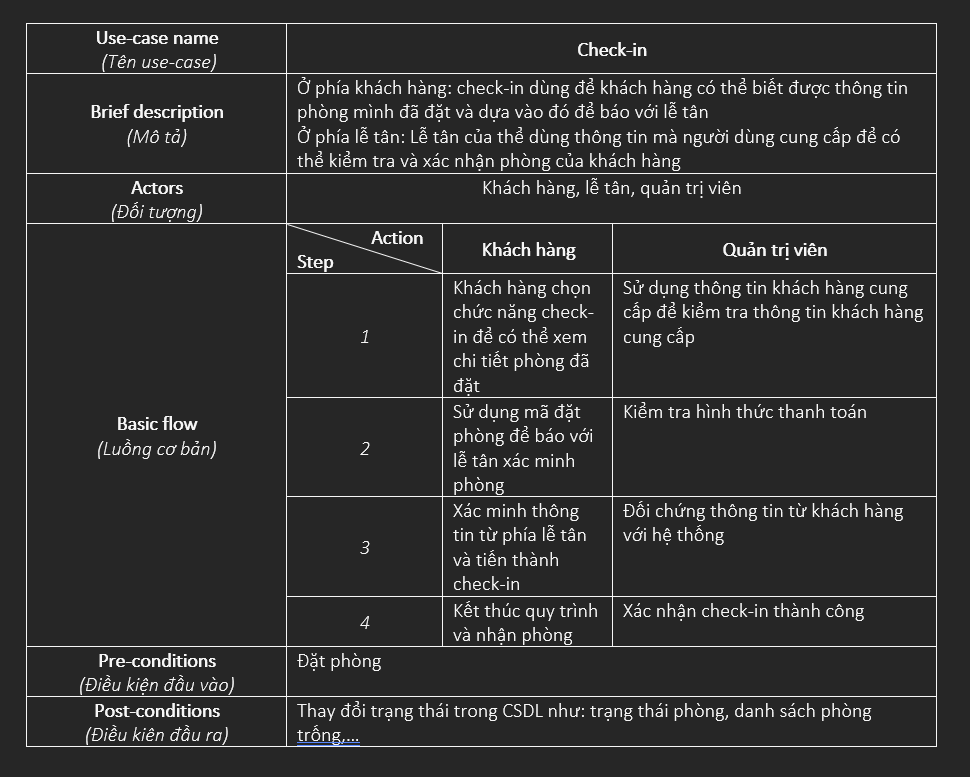 Use-case name
(Tên use-case)
Check-in
Brief description
(Mô tả)
Ở phía khách hàng: check-in dùng để khách hàng có thể biết được thông tin
phòng mình đã đặt và dựa vào đó để báo với lễ tân
Ở phía lễ tân: Lễ tân của thể dùng thông tin mà người dùng cung cấp để có
thể kiểm tra và xác nhận phòng của khách hàng
Actors
(Đối tượng)
Khách hàng, lễ tân, quản trị viên
Basic flow
(Luồng cơ bản)
Action
Step
Khách hàng
Quản trị viên
1
Khách hàng chọn
chức năng check-
in để có thể xem
chi tiết phòng đã
đặt
Sử dụng thông tin khách hàng cung
cấp để kiểm tra thông tin khách hàng
cung cấp
2
Sử dụng mã đặt
phòng để báo với
lễ tân xác minh
phòng
Kiểm tra hình thức thanh toán
3
Xác minh thông
tin từ phía lễ tân
và tiến thành
check-in
Đối chứng thông tin từ khách hàng
với hệ thống
4
Kết thúc quy trình
và nhận phòng
Xác nhận check-in thành công
Pre-conditions
(Điều kiện đầu vào)
Đặt phòng
Post-conditions
(Điều kiên đầu ra)
Thay đổi trạng thái trong CSDL như: trạng thái phòng, danh sách phòng
trống,...